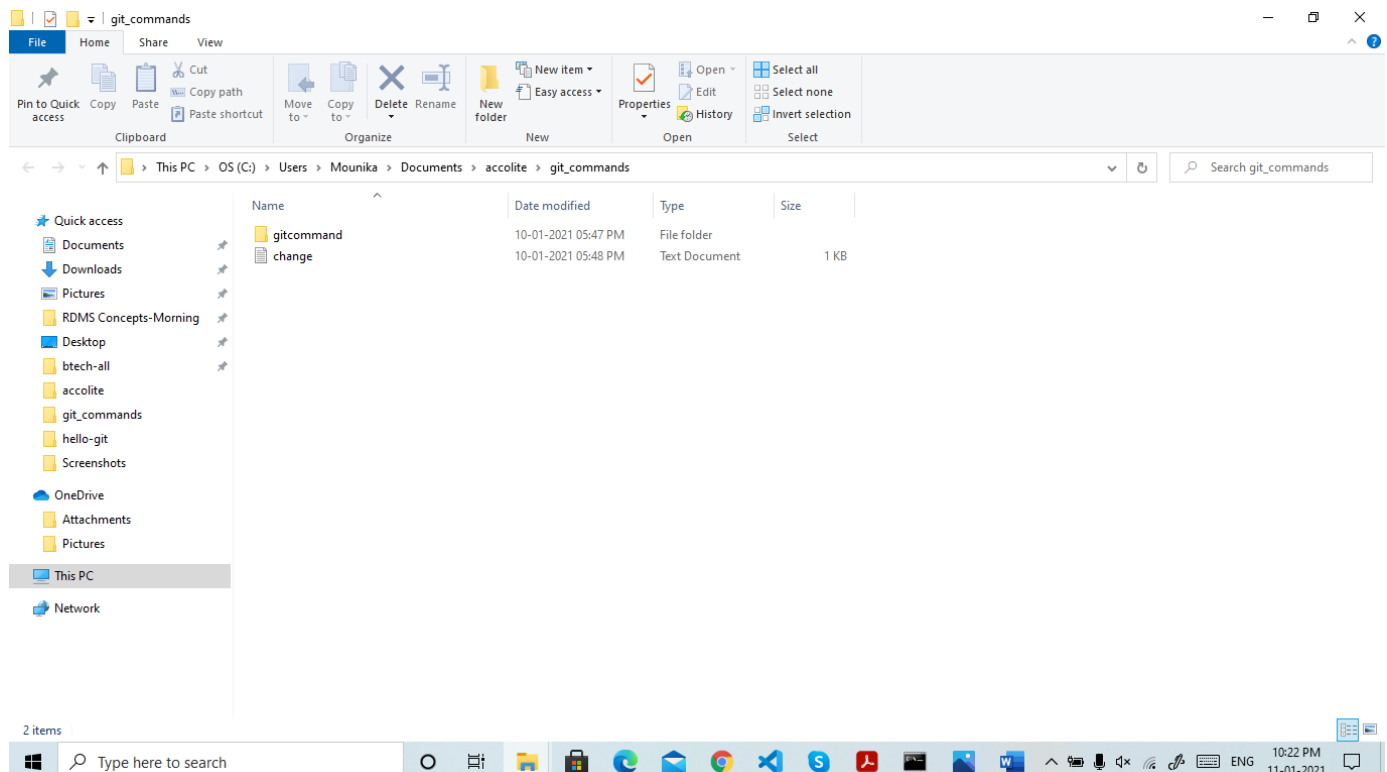 git_commands
File Home Share View
Pin to Quick access
Copy
Paste
Cut
Copy path
Paste shortcut
Clipboard
Move to
Copy to
Delete
Rename
Organize
New folder
New item
Easy access
New
Properties
Open
Edit
History
Open
Select all
Select none
Invert selection
Select
This PC > OS (C:) > Users > Mounika > Documents > accolite > git_commands
Search git_commands
Name Date modified Type Size
gitcommand 10-01-2021 05:47 PM File folder
change 10-01-2021 05:48 PM Text Document 1 KB
Quick access
Documents
Downloads
Pictures
RDMS Concepts-Morning
Desktop
btech-all
accolite
git_commands
hello-git
Screenshots
OneDrive
Attachments
Pictures
This PC
Network
2 items
Type here to search
ENG
10:22 PM
11-01-2021